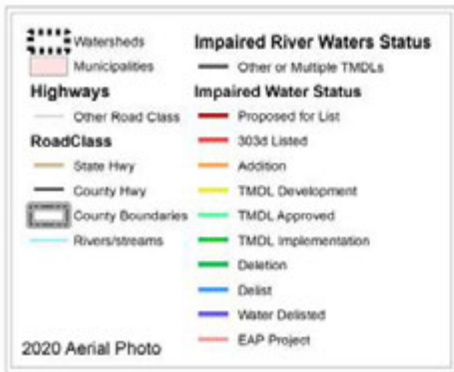 Watersheds
Municipalities
Highways
Other Road Class
RoadClass
State Hwy
County Hwy
County Boundaries
Rivers/streams
2020 Aerial Photo
Impaired River Waters Status
Other or Multiple TMDLs
Impaired Water Status
Proposed for List
303d Listed
Addition
TMDL Development
TMDL Approved
TMDL Implementation
Deletion
Delist
Water Delisted
EAP Project